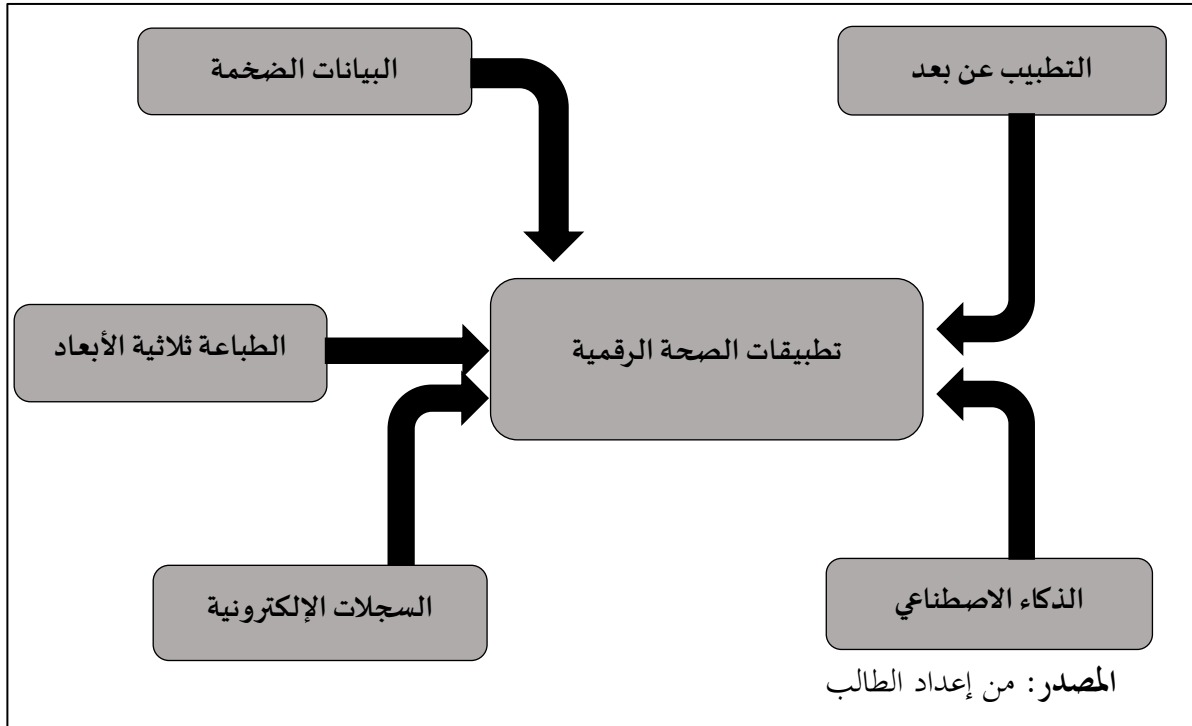 التطبيب عن بعد
البيانات الضخمة
الطباعة ثلاثية الأبعاد
تطبيقات الصحة الرقمية
السجلات الإلكترونية
الذكاء الاصطناعي
المصدر: من إعداد الطالب